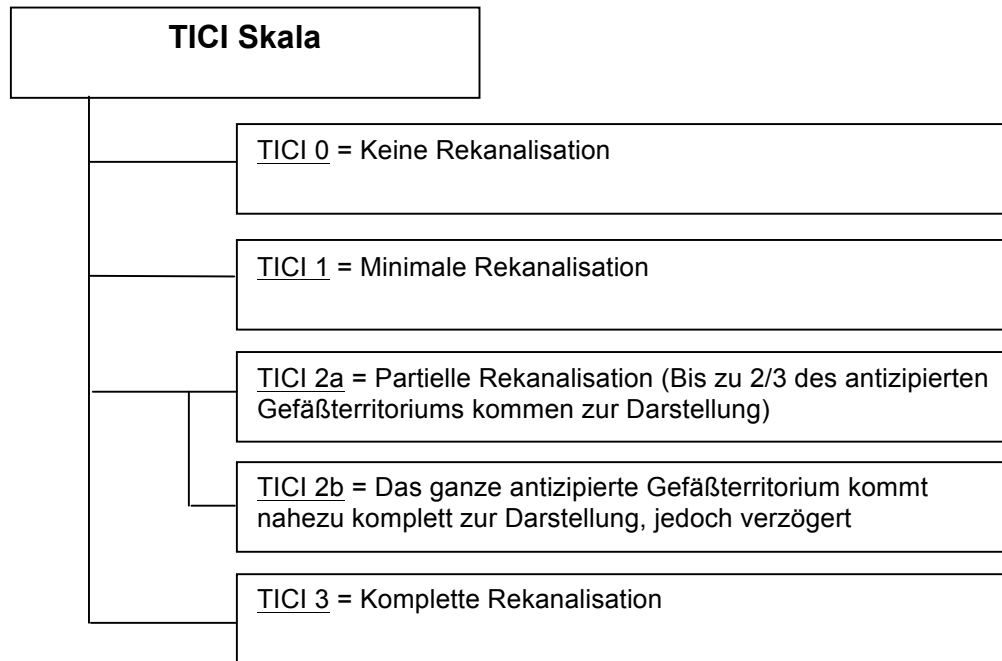 TICI Skala
TICI 0 = Keine Rekanalisation
TICI 1 = Minimale Rekanalisation
TICI 2a = Partielle Rekanalisation (Bis zu 2/3 des antizipierten
Gefäßterritoriums kommen zur Darstellung)
TICI 2b = Das ganze antizipierte Gefäßterritorium kommt
nahezu komplett zur Darstellung, jedoch verzögert
TICI 3 = Komplette Rekanalisation